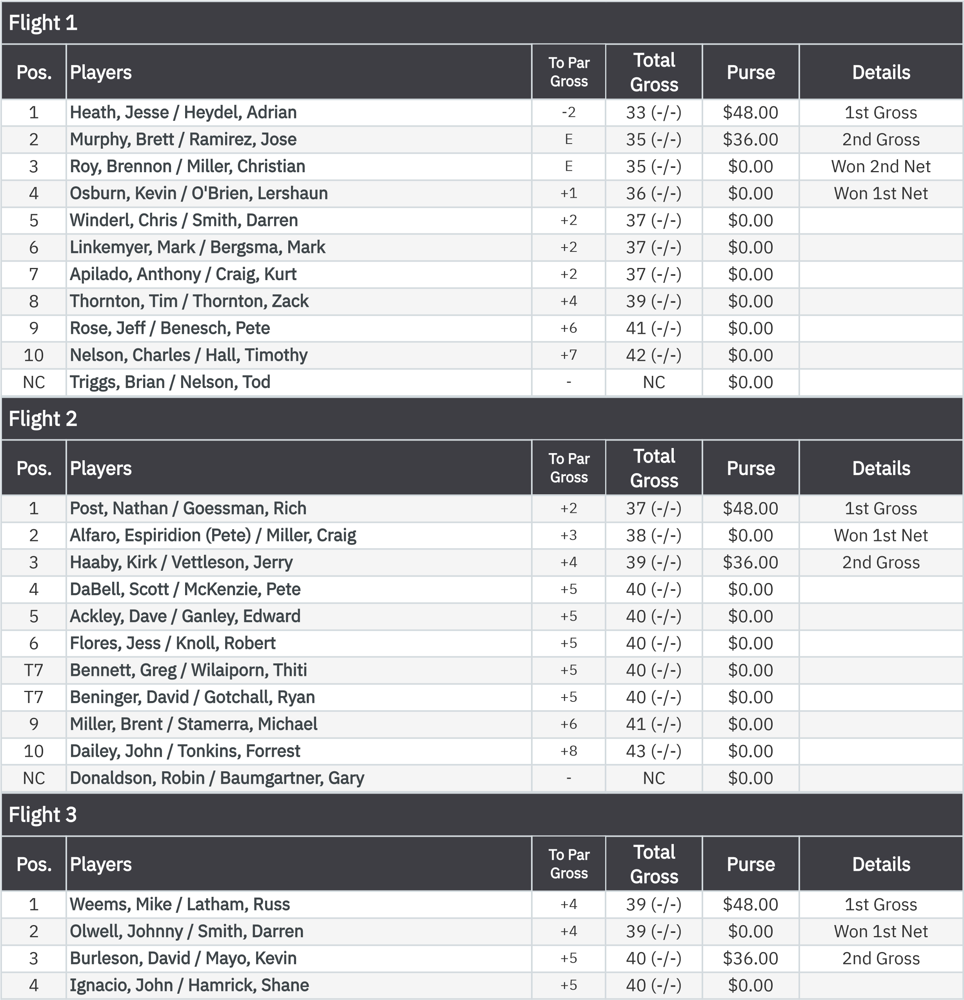 Flight 1
Pos. Players To Par Gross Total Gross Purse Details
1 Heath, Jesse / Heydel, Adrian -2 33 (-/-) $48.00 1st Gross
2 Murphy, Brett / Ramirez, Jose E 35 (-/-) $36.00 2nd Gross
3 Roy, Brennon / Miller, Christian E 35 (-/-) $0.00 Won 2nd Net
4 Osburn, Kevin / O'Brien, Lershaun +1 36 (-/-) $0.00 Won 1st Net
5 Winderl, Chris / Smith, Darren +2 37 (-/-) $0.00
6 Linkemyer, Mark / Bergsma, Mark +2 37 (-/-) $0.00
7 Apilado, Anthony / Craig, Kurt +2 37 (-/-) $0.00
8 Thornton, Tim / Thornton, Zack +4 39 (-/-) $0.00
9 Rose, Jeff / Benesch, Pete +6 41 (-/-) $0.00
10 Nelson, Charles / Hall, Timothy +7 42 (-/-) $0.00
NC Triggs, Brian / Nelson, Tod - NC $0.00
Flight 2
Pos. Players To Par Gross Total Gross Purse Details
1 Post, Nathan / Goessman, Rich +2 37 (-/-) $48.00 1st Gross
2 Alfaro, Espiridion (Pete) / Miller, Craig +3 38 (-/-) $0.00 Won 1st Net
3 Haaby, Kirk / Vettleson, Jerry +4 39 (-/-) $36.00 2nd Gross
4 DaBell, Scott / McKenzie, Pete +5 40 (-/-) $0.00
5 Ackley, Dave / Ganley, Edward +5 40 (-/-) $0.00
6 Flores, Jess / Knoll, Robert +5 40 (-/-) $0.00
T7 Bennett, Greg / Wilaiporn, Thiti +5 40 (-/-) $0.00
T7 Beninger, David / Gotchall, Ryan +5 40 (-/-) $0.00
9 Miller, Brent / Stamerra, Michael +6 41 (-/-) $0.00
10 Dailey, John / Tonkins, Forrest +8 43 (-/-) $0.00
NC Donaldson, Robin / Baumgartner, Gary - NC $0.00
Flight 3
Pos. Players To Par Gross Total Gross Purse Details
1 Weems, Mike / Latham, Russ +4 39 (-/-) $48.00 1st Gross
2 Olwell, Johnny / Smith, Darren +4 39 (-/-) $0.00 Won 1st Net
3 Burleson, David / Mayo, Kevin +5 40 (-/-) $36.00 2nd Gross
4 Ignacio, John / Hamrick, Shane +5 40 (-/-) $0.00